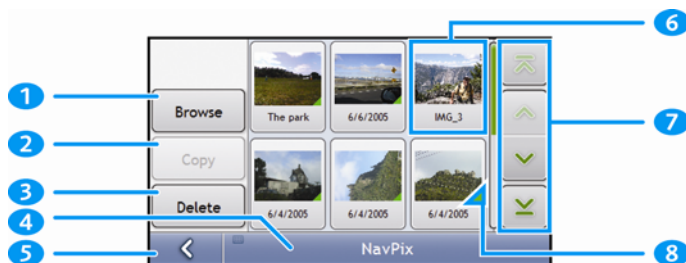 6
1
Browse
The park
6/6/2005
IMG_3
7
2
Copy
3
Delete
6/4/2005
6/4/2005
6/4/2005
4
5
NavPix
8